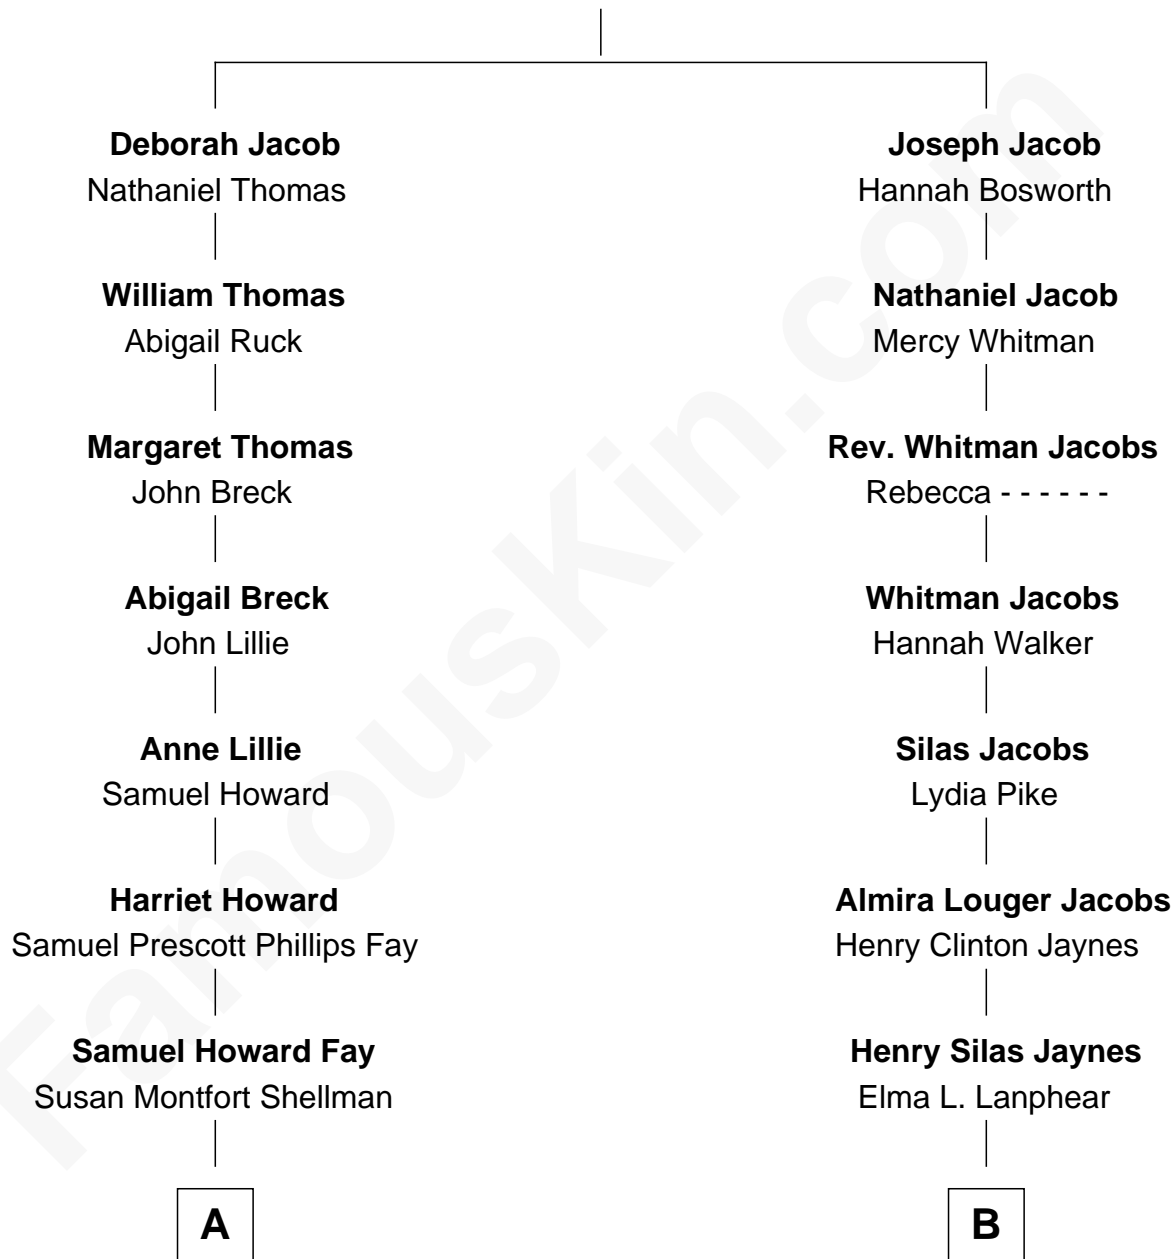 Deborah Jacob
Nathaniel Thomas
William Thomas
Abigail Ruck
Margaret Thomas
John Breck
Abigail Breck
John Lillie
Anne Lillie
Samuel Howard
Harriet Howard
Samuel Prescott Phillips Fay
Samuel Howard Fay
Susan Montfort Shellman
A
Joseph Jacob
Hannah Bosworth
Nathaniel Jacob
Mercy Whitman
Rev. Whitman Jacobs
Rebecca - - - - - -
Whitman Jacobs
Hannah Walker
Silas Jacobs
Lydia Pike
Almira Louger Jacobs
Henry Clinton Jaynes
Henry Silas Jaynes
Elma L. Lanphear
B
FamousKin.com